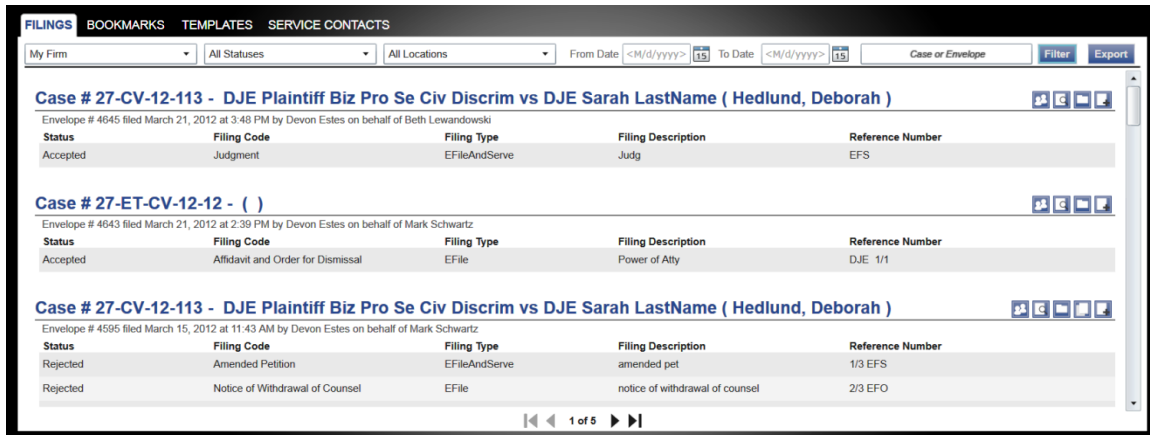 FILINGS BOOKMARKS TEMPLATES SERVICE CONTACTS
My Firm All Statuses All Locations From Date <M/d/yyyy> 15 To Date <M/d/yyyy> 15 Case or Envelope Filter Export
Case # 27-CV-12-113 - DJE Plaintiff Biz Pro Se Civ Discrim vs DJE Sarah LastName ( Hedlund, Deborah )
Envelope # 4645 filed March 21, 2012 at 3:48 PM by Devon Estes on behalf of Beth Lewandowski
Status Filing Code Filing Type Filing Description Reference Number
Accepted Judgment EFileAndServe Judg EFS
Case # 27-ET-CV-12-12 - ( )
Envelope # 4643 filed March 21, 2012 at 2:39 PM by Devon Estes on behalf of Mark Schwartz
Status Filing Code Filing Type Filing Description Reference Number
Accepted Affidavit and Order for Dismissal EFile Power of Atty DJE 1/1
Case # 27-CV-12-113 - DJE Plaintiff Biz Pro Se Civ Discrim vs DJE Sarah LastName ( Hedlund, Deborah )
Envelope # 4595 filed March 15, 2012 at 11:43 AM by Devon Estes on behalf of Mark Schwartz
Status Filing Code Filing Type Filing Description Reference Number
Rejected Amended Petition EFileAndServe amended pet 1/3 EFS
Rejected Notice of Withdrawal of Counsel EFile notice of withdrawal of counsel 2/3 EFO
1 of 5